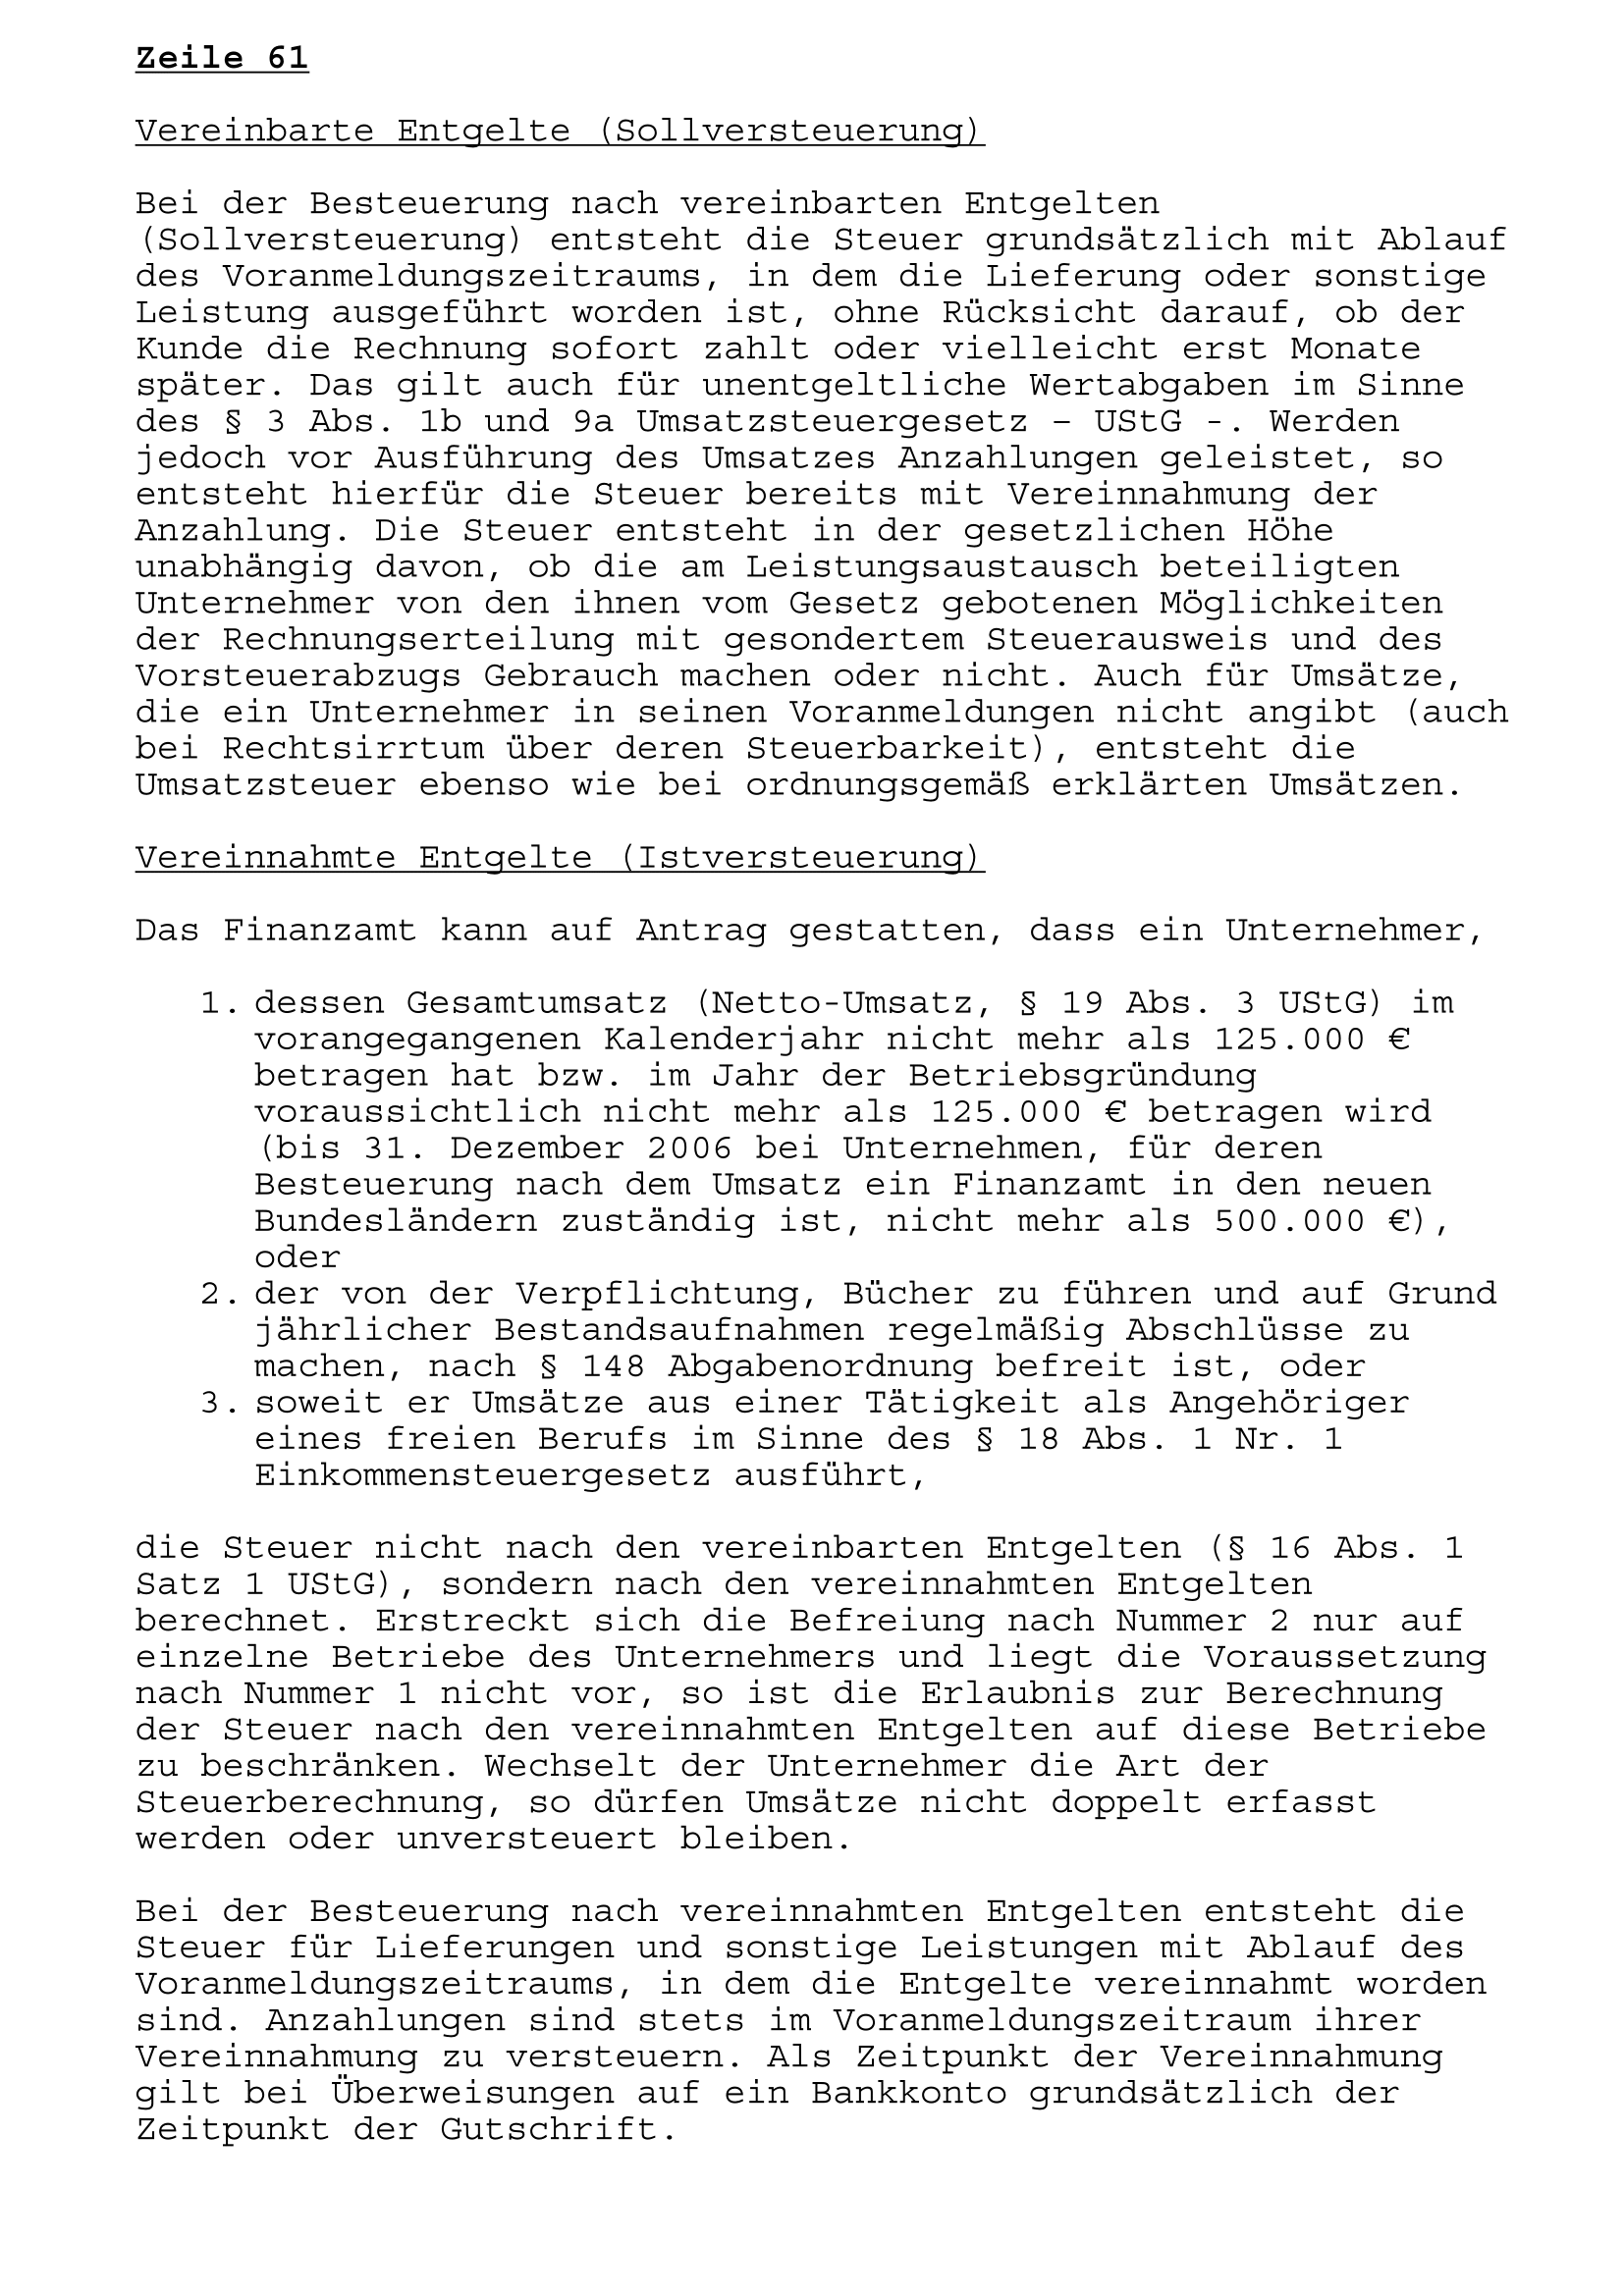 Zeile 61
Vereinbarte Entgelte (Sollversteuerung)
Bei der Besteuerung nach vereinbarten Entgelten
(Sollversteuerung) entsteht die Steuer grundsätzlich mit Ablauf
des Voranmeldungszeitraums, in dem die Lieferung oder sonstige
Leistung ausgeführt worden ist, ohne Rücksicht darauf, ob der
Kunde die Rechnung sofort zahlt oder vielleicht erst Monate
später. Das gilt auch für unentgeltliche Wertabgaben im Sinne
des § 3 Abs. 1b und 9a Umsatzsteuergesetz – UStG -. Werden
jedoch vor Ausführung des Umsatzes Anzahlungen geleistet, so
entsteht hierfür die Steuer bereits mit Vereinnahmung der
Anzahlung. Die Steuer entsteht in der gesetzlichen Höhe
unabhängig davon, ob die am Leistungsaustausch beteiligten
Unternehmer von den ihnen vom Gesetz gebotenen Möglichkeiten
der Rechnungserteilung mit gesondertem Steuerausweis und des
Vorsteuerabzugs Gebrauch machen oder nicht. Auch für Umsätze,
die ein Unternehmer in seinen Voranmeldungen nicht angibt (auch
bei Rechtsirrtum über deren Steuerbarkeit), entsteht die
Umsatzsteuer ebenso wie bei ordnungsgemäß erklärten Umsätzen.
Vereinnahmte Entgelte (Istversteuerung)
Das Finanzamt kann auf Antrag gestatten, dass ein Unternehmer,
1. dessen Gesamtumsatz (Netto-Umsatz, § 19 Abs. 3 UStG) im
vorangegangenen Kalenderjahr nicht mehr als 125.000 €
betragen hat bzw. im Jahr der Betriebsgründung
voraussichtlich nicht mehr als 125.000 € betragen wird
(bis 31. Dezember 2006 bei Unternehmen, für deren
Besteuerung nach dem Umsatz ein Finanzamt in den neuen
Bundesländern zuständig ist, nicht mehr als 500.000 €),
oder
2. der von der Verpflichtung, Bücher zu führen und auf Grund
jährlicher Bestandsaufnahmen regelmäßig Abschlüsse zu
machen, nach § 148 Abgabenordnung befreit ist, oder
3. soweit er Umsätze aus einer Tätigkeit als Angehöriger
eines freien Berufs im Sinne des § 18 Abs. 1 Nr. 1
Einkommensteuergesetz ausführt,
die Steuer nicht nach den vereinbarten Entgelten (§ 16 Abs. 1
Satz 1 UStG), sondern nach den vereinnahmten Entgelten
berechnet. Erstreckt sich die Befreiung nach Nummer 2 nur auf
einzelne Betriebe des Unternehmers und liegt die Voraussetzung
nach Nummer 1 nicht vor, so ist die Erlaubnis zur Berechnung
der Steuer nach den vereinnahmten Entgelten auf diese Betriebe
zu beschränken. Wechselt der Unternehmer die Art der
Steuerberechnung, so dürfen Umsätze nicht doppelt erfasst
werden oder unversteuert bleiben.
Bei der Besteuerung nach vereinnahmten Entgelten entsteht die
Steuer für Lieferungen und sonstige Leistungen mit Ablauf des
Voranmeldungszeitraums, in dem die Entgelte vereinnahmt worden
sind. Anzahlungen sind stets im Voranmeldungszeitraum ihrer
Vereinnahmung zu versteuern. Als Zeitpunkt der Vereinnahmung
gilt bei Überweisungen auf ein Bankkonto grundsätzlich der
Zeitpunkt der Gutschrift.